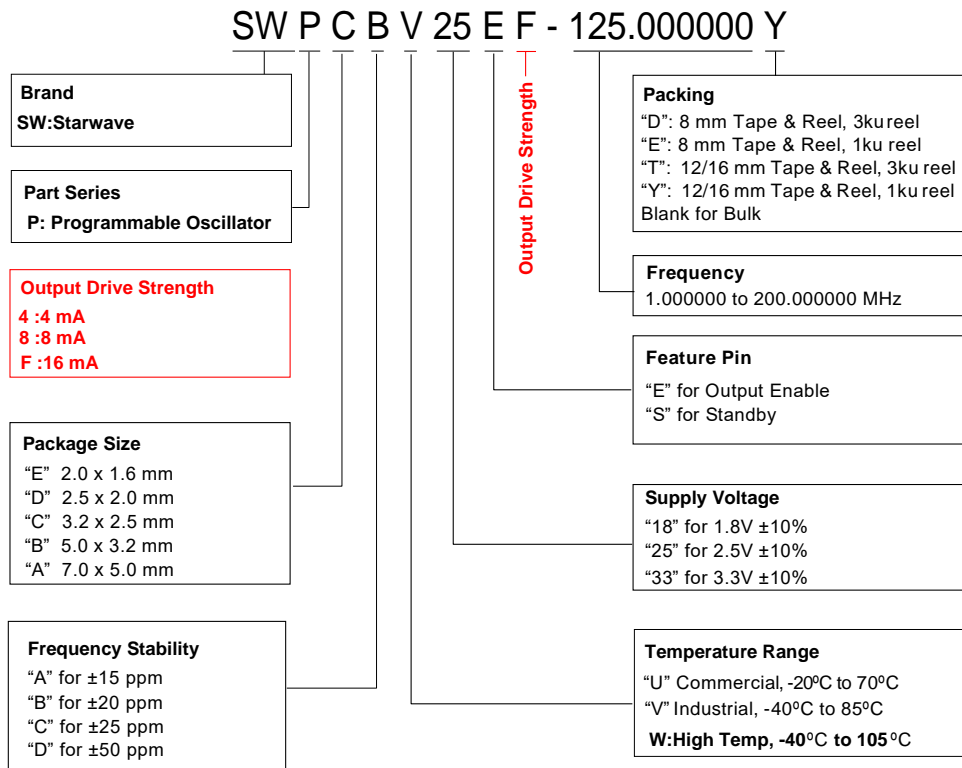 SW P C B V 25 E F - 125.000000 Y
Brand
SW:Starwave
Part Series
P: Programmable Oscillator
Output Drive Strength
4 :4 mA
8 :8 mA
F :16 mA
Package Size
“E” 2.0 x 1.6 mm
“D” 2.5 x 2.0 mm
“C” 3.2 x 2.5 mm
“B” 5.0 x 3.2 mm
“A” 7.0 x 5.0 mm
Frequency Stability
“A” for ±15 ppm
“B” for ±20 ppm
“C” for ±25 ppm
“D” for ±50 ppm
Output Drive Strength
Packing
“D”: 8 mm Tape & Reel, 3ku reel
“E”: 8 mm Tape & Reel, 1ku reel
“T”: 12/16 mm Tape & Reel, 3ku reel
“Y”: 12/16 mm Tape & Reel, 1ku reel
Blank for Bulk
Frequency
1.000000 to 200.000000 MHz
Feature Pin
“E” for Output Enable
“S” for Standby
Supply Voltage
“18” for 1.8V ±10%
“25” for 2.5V ±10%
“33” for 3.3V ±10%
Temperature Range
“U” Commercial, -20ºC to 70ºC
“V” Industrial, -40ºC to 85ºC
W:High Temp, -40ºC to 105ºC